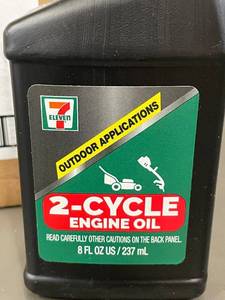 7
ELEVEN
OUTDOOR APPLICATIONS
2-CYCLE
ENGINE OIL
READ CAREFULLY OTHER CAUTIONS ON THE BACK PANEL.
8 FL OZ US / 237 mL